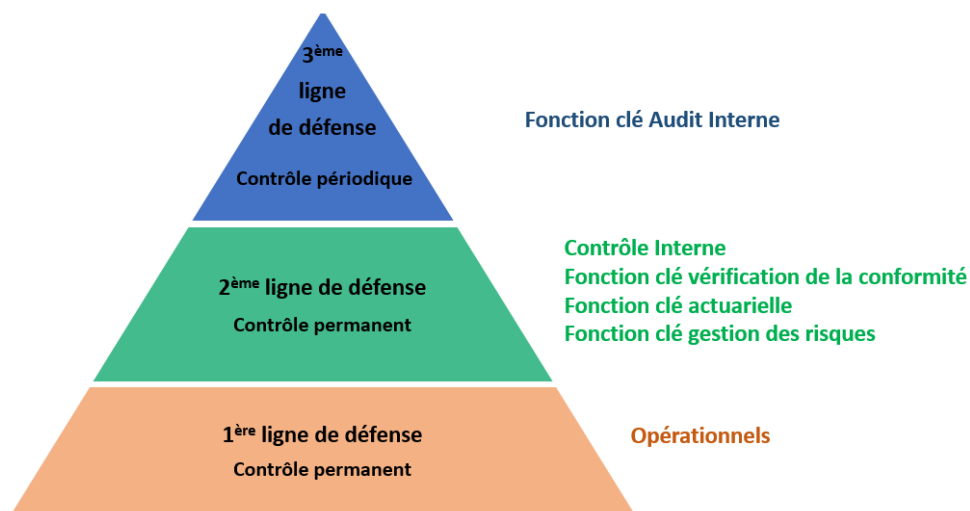 3ème
ligne
de défense
Contrôle périodique
Fonction clé Audit Interne
2ème ligne de défense
Contrôle permanent
Contrôle Interne
Fonction clé vérification de la conformité
Fonction clé actuarielle
Fonction clé gestion des risques
1ère ligne de défense
Contrôle permanent
Opérationnels